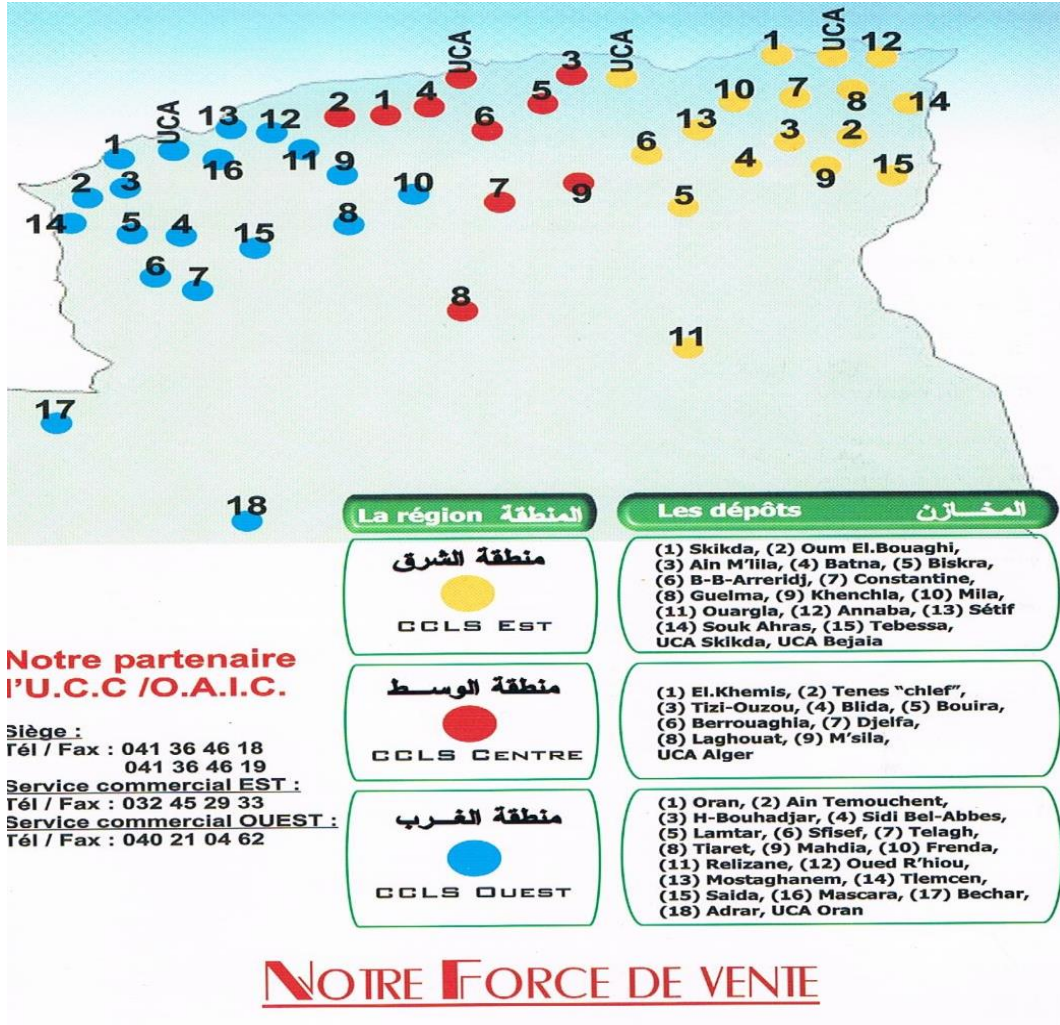 1
UCA
12
UCA
UCA
3
10
7
8
14
5
4
1
2
6
13
3
2
13
12
UCA
1
11
9
16
10
6
4
9
15
2
3
7
9
5
14
5
4
15
8
6
7
8
11
17
18
La région المنطقة
Les dépôts المخازن
منطقة الشرق
CCLS EST
(1) Skikda, (2) Oum El.Bouaghi,
(3) Ain M'lila, (4) Batna, (5) Biskra,
(6) B-B-Arreridj, (7) Constantine,
(8) Guelma, (9) Khenchla, (10) Mila,
(11) Ouargla, (12) Annaba, (13) Sétif
(14) Souk Ahras, (15) Tebessa,
UCA Skikda, UCA Bejaia
منطقة الوسط
CCLS CENTRE
(1) El.Khemis, (2) Tenes "chlef",
(3) Tizi-Ouzou, (4) Blida, (5) Bouira,
(6) Berrouaghia, (7) Djelfa,
(8) Laghouat, (9) M'sila,
UCA Alger
منطقة الغرب
CCLS OUEST
(1) Oran, (2) Ain Temouchent,
(3) H-Bouhadjar, (4) Sidi Bel-Abbes,
(5) Lamtar, (6) Sfisef, (7) Telagh,
(8) Tiaret, (9) Mahdia, (10) Frenda,
(11) Relizane, (12) Oued R'hiou,
(13) Mostaghanem, (14) Tlemcen,
(15) Saida, (16) Mascara, (17) Bechar,
(18) Adrar, UCA Oran
Notre partenaire
l'U.C.C /O.A.I.C.
Siège :
Tél / Fax : 041 36 46 18
041 36 46 19
Service commercial EST :
Tél / Fax : 032 45 29 33
Service commercial OUEST :
Tél / Fax : 040 21 04 62
NOTRE FORCE DE VENTE